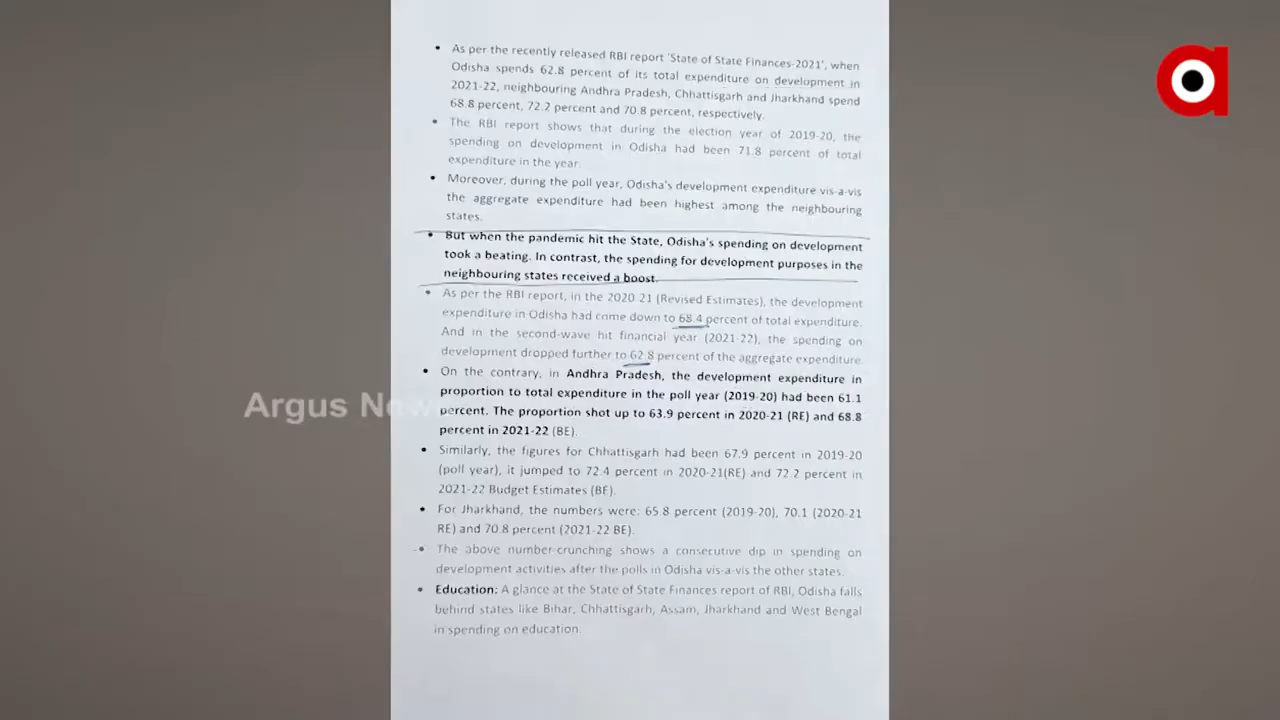 • As per the recently released RBI report 'State of State Finances-2021', when
Odisha spends 62.8 percent of its total expenditure on development in
2021-22, neighbouring Andhra Pradesh, Chhattisgarh and Jharkhand spend
68.8 percent, 72.2 percent and 70.8 percent, respectively.
• The RBI report shows that during the election year of 2019-20, the
spending on development in Odisha had been 71.8 percent of total
expenditure in the year.
• Moreover, during the poll year, Odisha's development expenditure vis-a-vis
the aggregate expenditure had been highest among the neighbouring
states.
• But when the pandemic hit the State, Odisha's spending on development
took a beating. In contrast, the spending for development purposes in the
neighbouring states received a boost.
• As per the RBI report, in the 2020-21 (Revised Estimates), the development
expenditure in Odisha had come down to 68.4 percent of total expenditure.
And in the second-wave hit financial year (2021-22), the spending on
development dropped further to 62.8 percent of the aggregate expenditure.
• On the contrary, in Andhra Pradesh, the development expenditure in
proportion to total expenditure in the poll year (2019-20) had been 61.1
percent. The proportion shot up to 63.9 percent in 2020-21 (RE) and 68.8
percent in 2021-22 (BE).
• Similarly, the figures for Chhattisgarh had been 67.9 percent in 2019-20
(poll year), it jumped to 72.4 percent in 2020-21(RE) and 72.2 percent in
2021-22 Budget Estimates (BE).
• For Jharkhand, the numbers were: 65.8 percent (2019-20), 70.1 (2020-21
RE) and 70.8 percent (2021-22 BE).
• The above number-crunching shows a consecutive dip in spending on
development activities after the polls in Odisha vis-a-vis the other states.
• Education: A glance at the State of State Finances report of RBI, Odisha falls
behind states like Bihar, Chhattisgarh, Assam, Jharkhand and West Bengal
in spending on education.
Argus